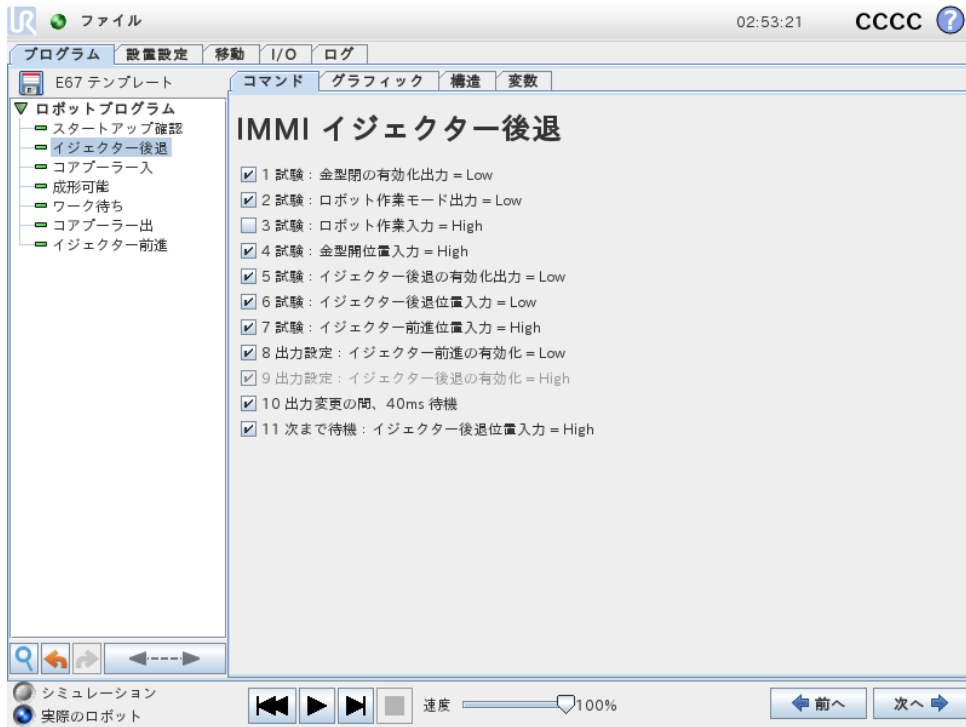 UR ファイル 02:53:21 CCCC ?
プログラム 設置設定 移動 I/O ログ
E67 テンプレート
コマンド グラフィック 構造 変数
ロボットプログラム
スタートアップ確認
イジェクター後退
コアプーラー入
成形可能
ワーク待ち
コアプーラー出
イジェクター前進
IMMI イジェクター後退
1 試験：金型閉の有効化出力 = Low
2 試験：ロボット作業モード出力 = Low
3 試験：ロボット作業入力 = High
4 試験：金型開位置入力 = High
5 試験：イジェクター後退の有効化出力 = Low
6 試験：イジェクター後退位置入力 = Low
7 試験：イジェクター前進位置入力 = High
8 出力設定：イジェクター前進の有効化 = Low
9 出力設定：イジェクター後退の有効化 = High
10 出力変更の間、40ms 待機
11 次まで待機：イジェクター後退位置入力 = High
シミュレーション
実際のロボット
速度 100%
前へ 次へ